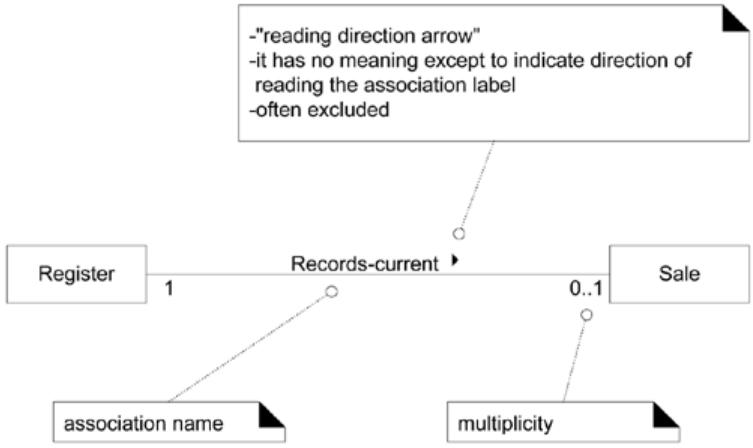 -"reading direction arrow"
-it has no meaning except to indicate direction of
reading the association label
-often excluded
Register
Records-current
Sale
1
0..1
association name
multiplicity